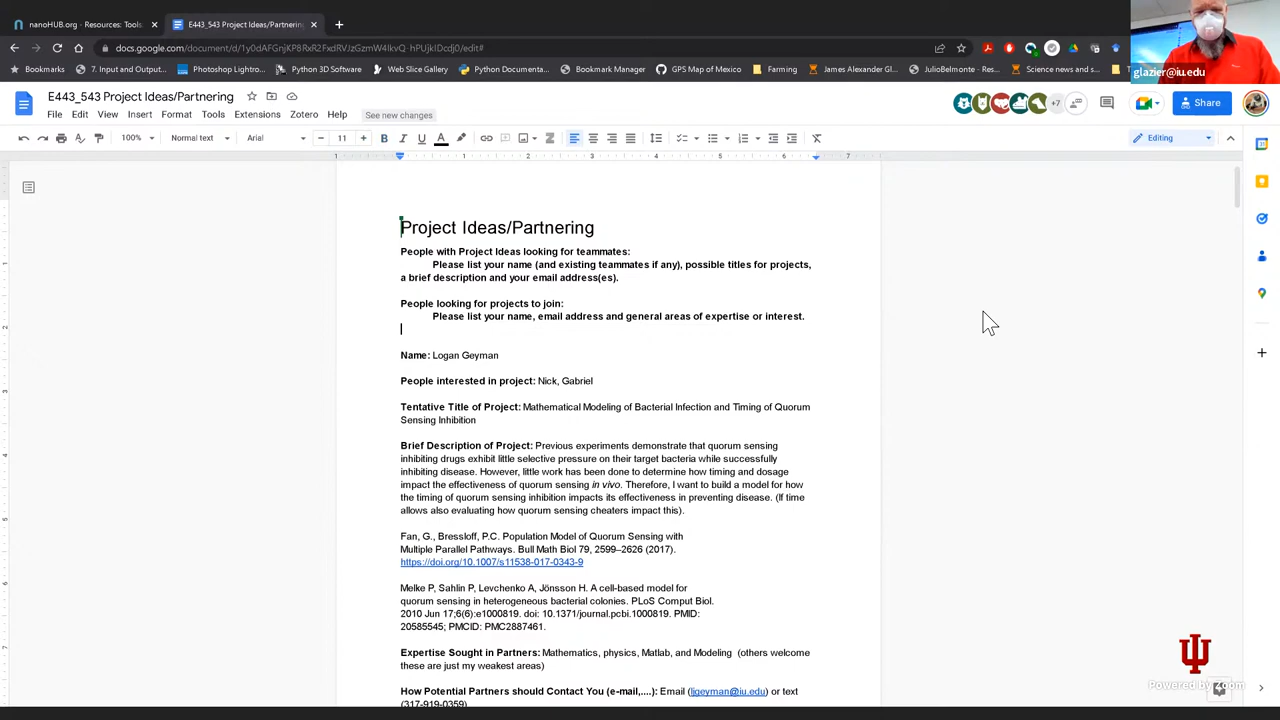 nanoHUB.org - Resources: Tools
E443_543 Project Ideas/Partnering
docs.google.com/document/d/1y0dAFGnjKP8RxR2FxdRVJzGzmW4lkvQ-hPUjkIDcdj0/edit#
Bookmarks
7. Input and Output...
Photoshop Lightro...
Python 3D Software
Web Slice Gallery
Python Documenta...
Facebook
GPS Map of Mexico
Farming
James Alexander Gl...
JulioBelmonte - Res...
Science news and s...
glazier@iu.edu
E443_543 Project Ideas/Partnering
File Edit View Insert Format Tools Extensions Zotero Help See new changes
+7
Share
100% Normal text Arial 11 Editing
Project Ideas/Partnering
People with Project Ideas looking for teammates:
Please list your name (and existing teammates if any), possible titles for projects,
a brief description and your email address(es).
People looking for projects to join:
Please list your name, email address and general areas of expertise or interest.
Name: Logan Geyman
People interested in project: Nick, Gabriel
Tentative Title of Project: Mathematical Modeling of Bacterial Infection and Timing of Quorum
Sensing Inhibition
Brief Description of Project: Previous experiments demonstrate that quorum sensing
inhibiting drugs exhibit little selective pressure on their target bacteria while successfully
inhibiting disease. However, little work has been done to determine how timing and dosage
impact the effectiveness of quorum sensing in vivo. Therefore, I want to build a model for how
the timing of quorum sensing inhibition impacts its effectiveness in preventing disease. (If time
allows also evaluating how quorum sensing cheaters impact this).
Fan, G., Bressloff, P.C. Population Model of Quorum Sensing with
Multiple Parallel Pathways. Bull Math Biol 79, 2599–2626 (2017).
https://doi.org/10.1007/s11538-017-0343-9
Melke P, Sahlin P, Levchenko A, Jönsson H. A cell-based model for
quorum sensing in heterogeneous bacterial colonies. PLoS Comput Biol.
2010 Jun 17;6(6):e1000819. doi: 10.1371/journal.pcbi.1000819. PMID:
20585545; PMCID: PMC2887461.
Expertise Sought in Partners: Mathematics, physics, Matlab, and Modeling (others welcome
these are just my weakest areas)
How Potential Partners should Contact You (e-mail,....): Email (ljgeyman@iu.edu) or text
(317-919-0359)
Powered by Zoom